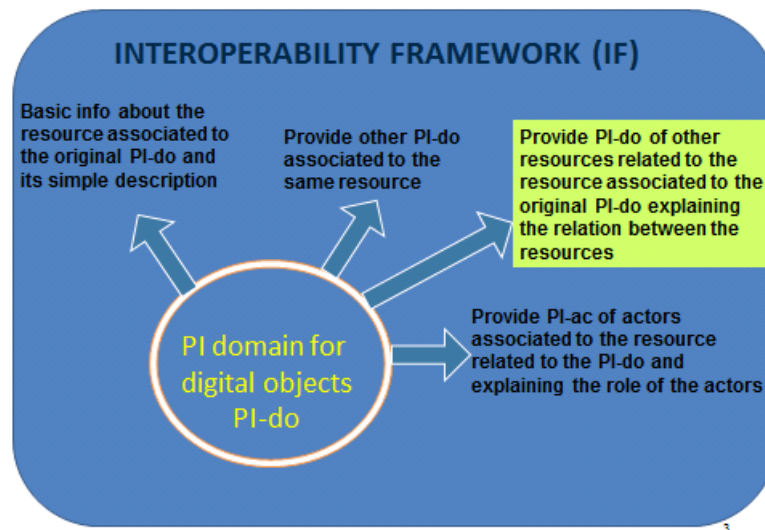 INTEROPERABILITY FRAMEWORK (IF)
Basic info about the
resource associated to
the original PI-do and
its simple description
Provide other PI-do
associated to the
same resource
Provide PI-do of other
resources related to the
resource associated to the
original PI-do explaining
the relation between the
resources
Provide PI-ac of actors
associated to the resource
related to the PI-do and
explaining the role of the actors
PI domain for
digital objects
PI-do
3